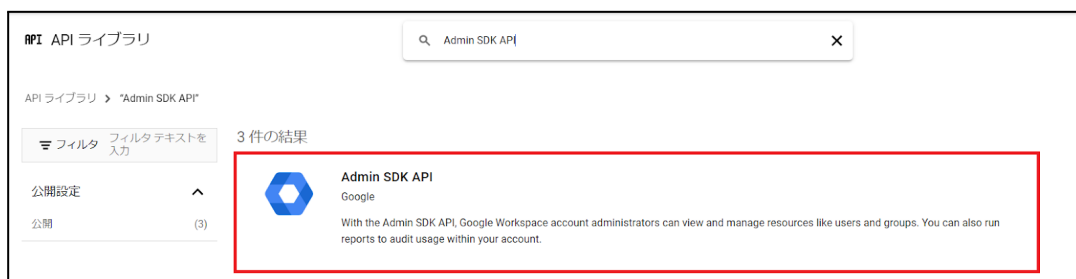 API API ライブラリ
Admin SDK API
API ライブラリ > "Admin SDK API"
フィルタ フィルタ テキストを
入力
3 件の結果
公開設定
公開 (3)
Admin SDK API
Google
With the Admin SDK API, Google Workspace account administrators can view and manage resources like users and groups. You can also run
reports to audit usage within your account.